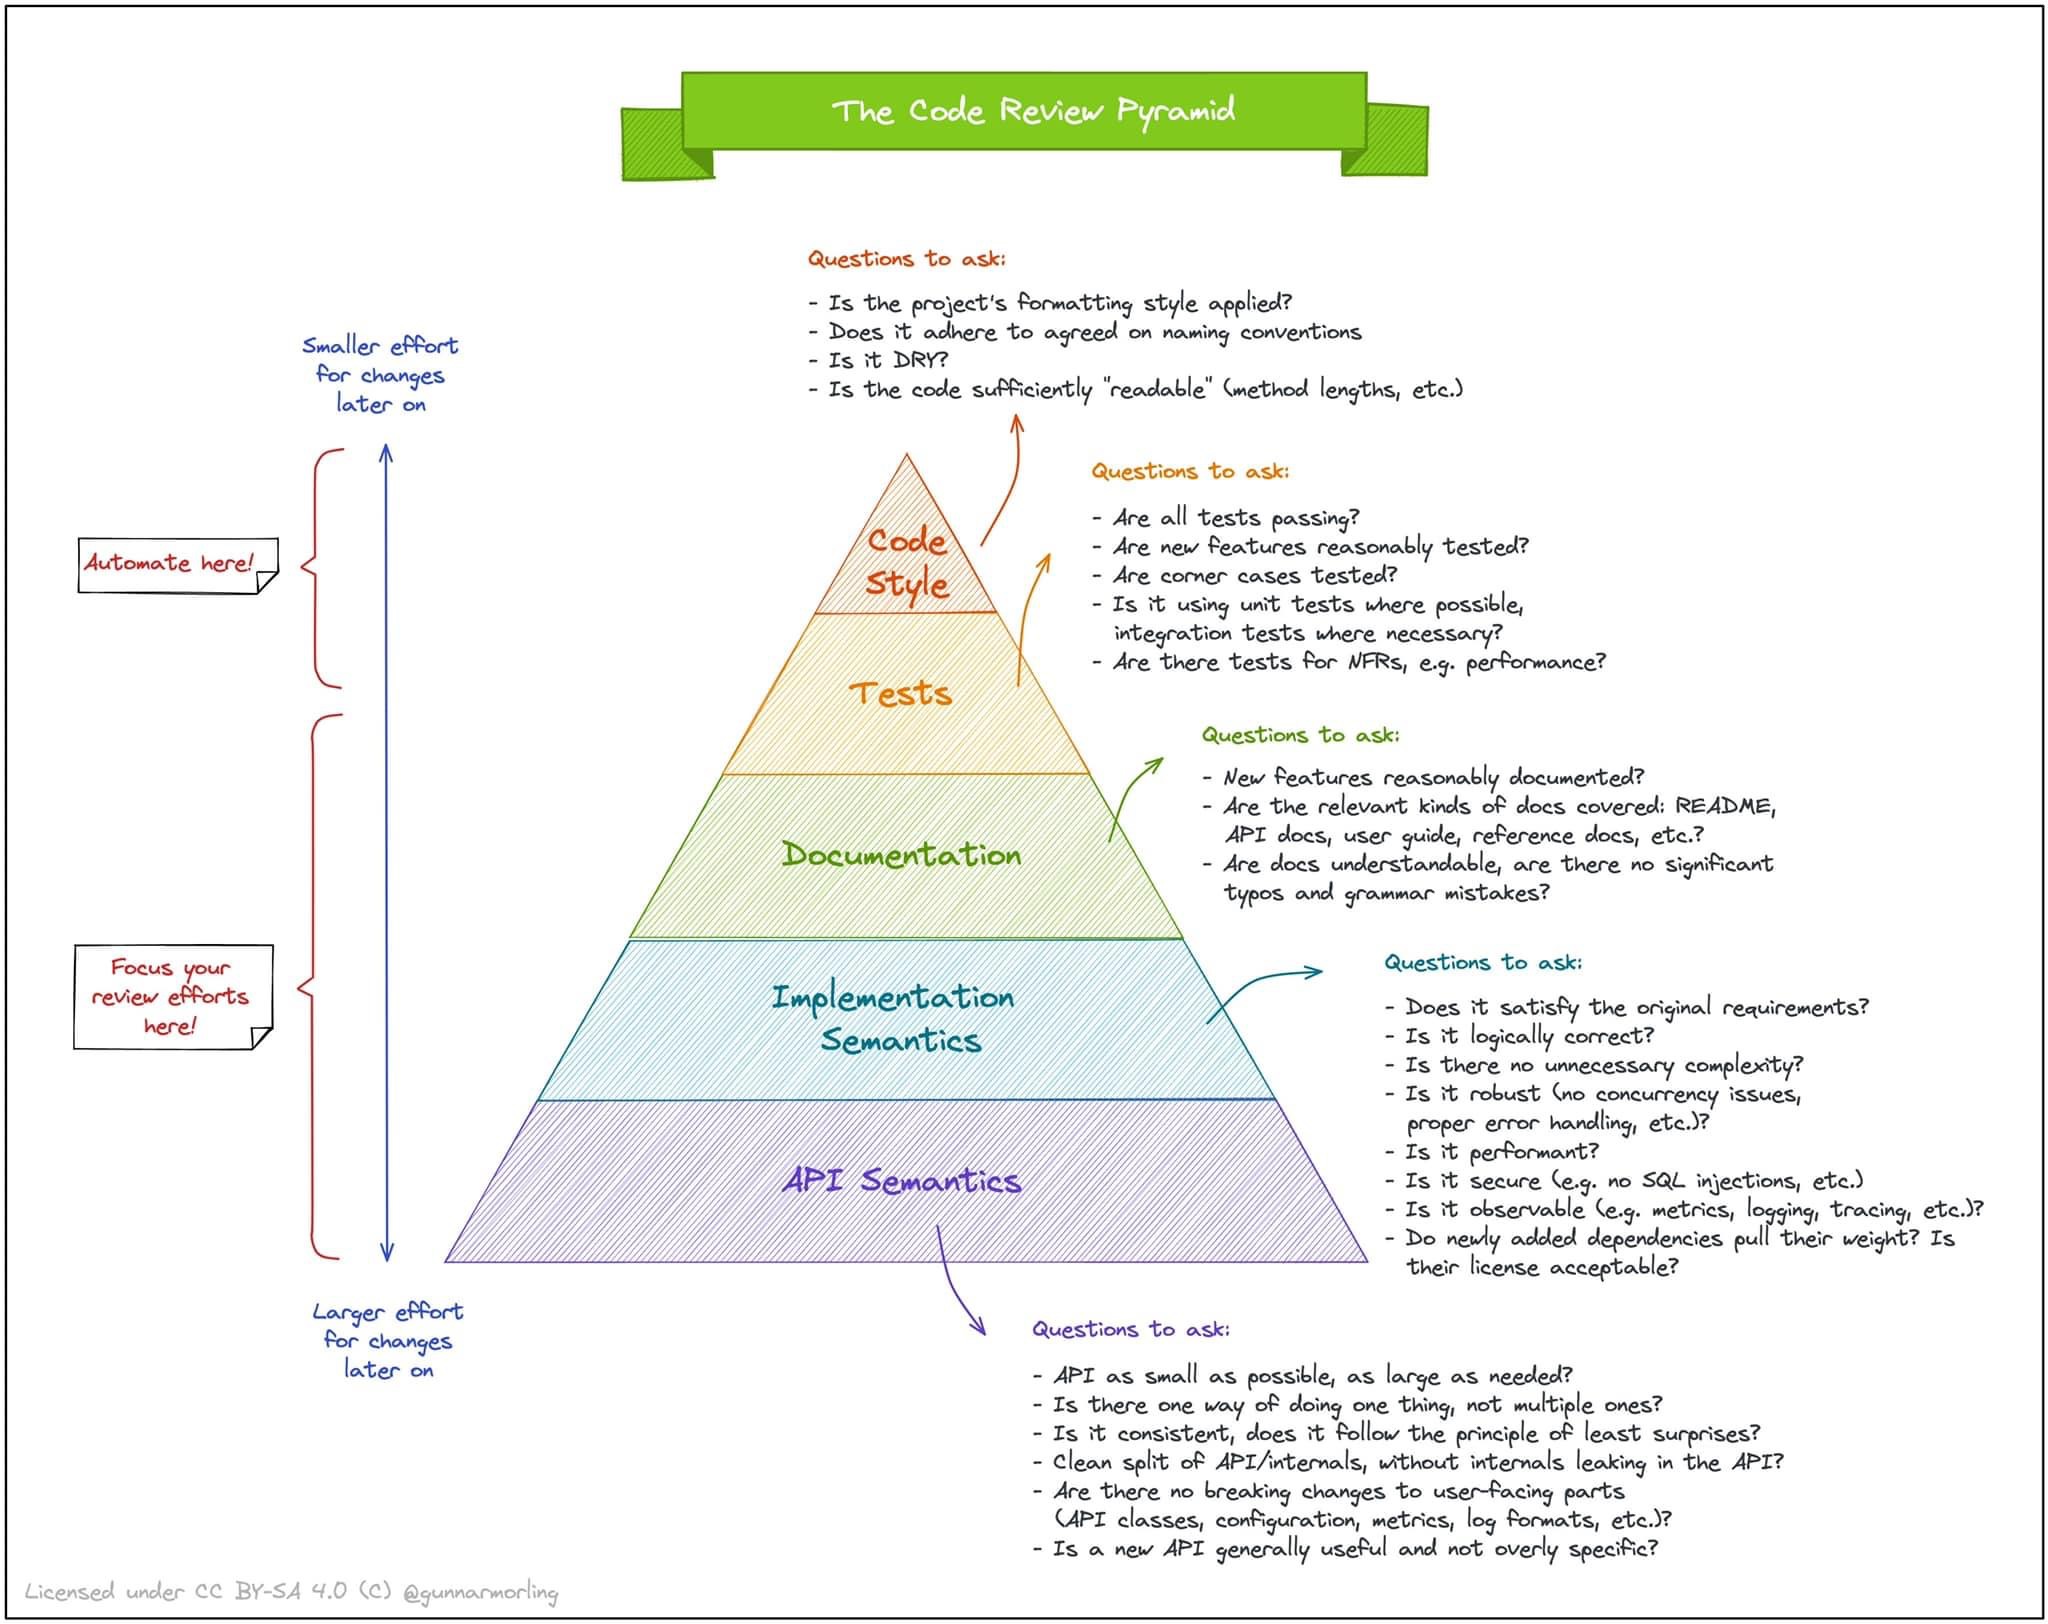 The Code Review Pyramid
Questions to ask:
- Is the project's formatting style applied?
- Does it adhere to agreed on naming conventions
- Is it DRY?
- Is the code sufficiently "readable" (method lengths, etc.)
Smaller effort
for changes
later on
Automate here!
Code
Style
Questions to ask:
- Are all tests passing?
- Are new features reasonably tested?
- Are corner cases tested?
- Is it using unit tests where possible,
integration tests where necessary?
- Are there tests for NFRs, e.g. performance?
Tests
Questions to ask:
- New features reasonably documented?
- Are the relevant kinds of docs covered: README,
API docs, user guide, reference docs, etc.?
- Are docs understandable, are there no significant
typos and grammar mistakes?
Documentation
Focus your
review efforts
here!
Implementation
Semantics
Questions to ask:
- Does it satisfy the original requirements?
- Is it logically correct?
- Is there no unnecessary complexity?
- Is it robust (no concurrency issues,
proper error handling, etc.)?
- Is it performant?
- Is it secure (e.g. no SQL injections, etc.)
- Is it observable (e.g. metrics, logging, tracing, etc.)?
- Do newly added dependencies pull their weight? Is
their license acceptable?
API Semantics
Larger effort
for changes
later on
Questions to ask:
- API as small as possible, as large as needed?
- Is there one way of doing one thing, not multiple ones?
- Is it consistent, does it follow the principle of least surprises?
- Clean split of API/internals, without internals leaking in the API?
- Are there no breaking changes to user-facing parts
(API classes, configuration, metrics, log formats, etc.)?
- Is a new API generally useful and not overly specific?
Licensed under CC BY-SA 4.0 (C) @gunnarmorling